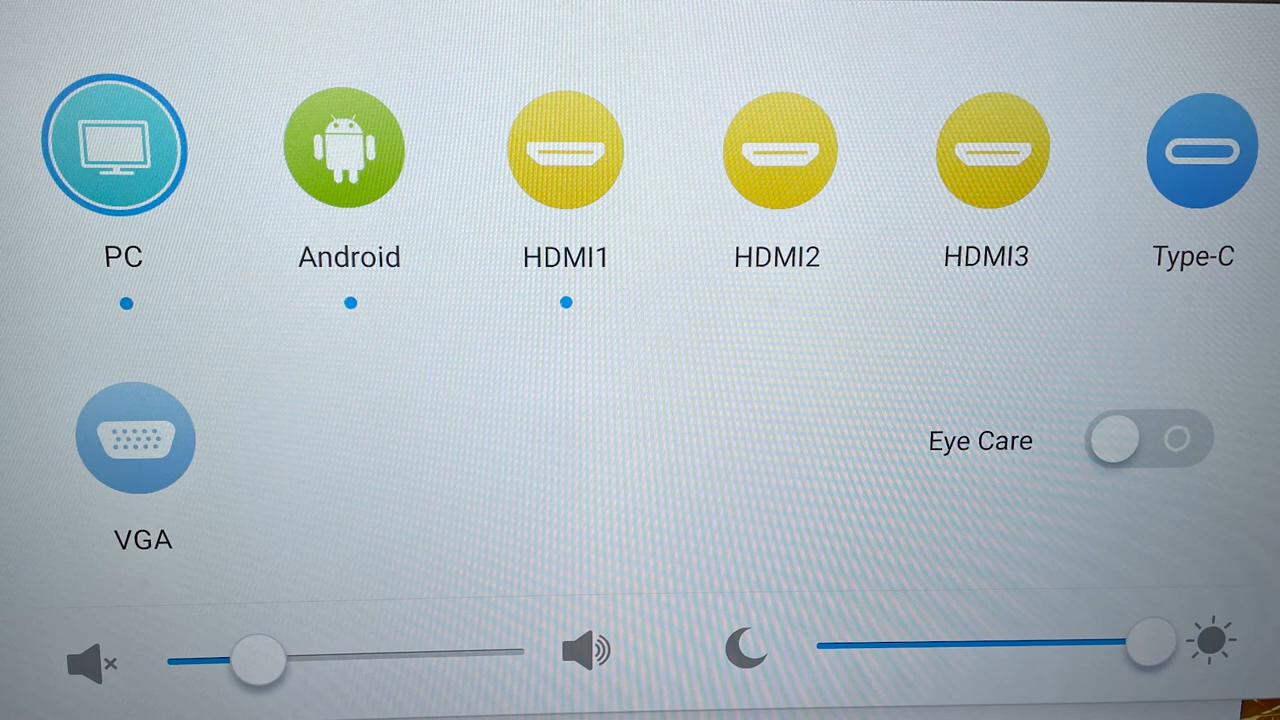 PC
Android
HDMI1
HDMI2
HDMI3
Type-C
VGA
Eye Care